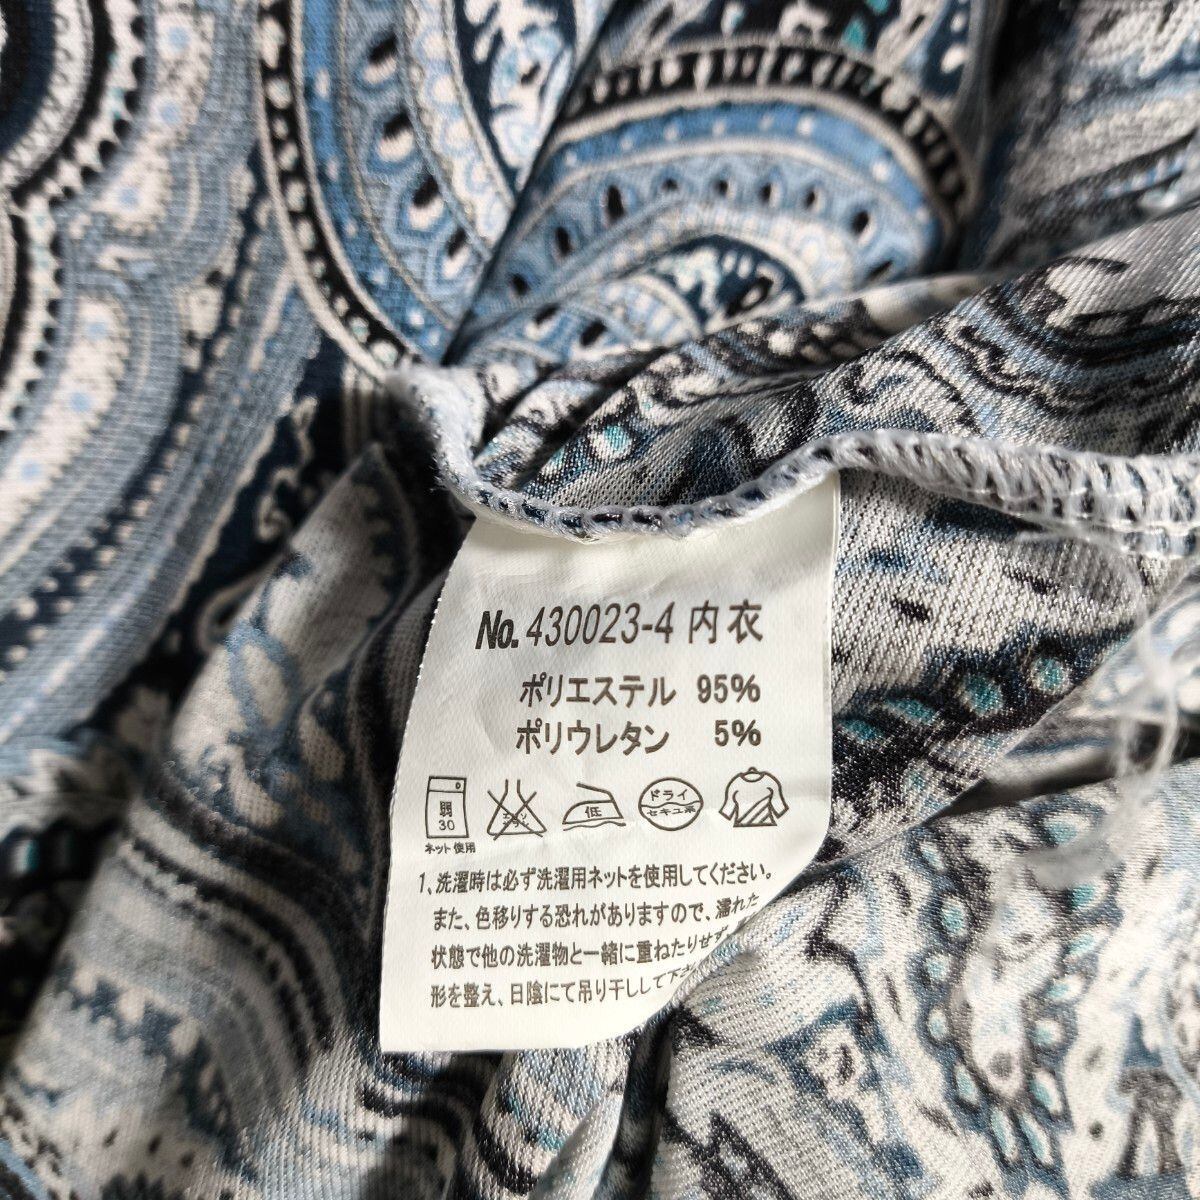 No. 430023-4 内衣
ポリエステル 95%
ポリウレタン 5%
弱
30
低
ドライ
セキユ系
ネット使用
1、洗濯時は必ず洗濯用ネットを使用してください。
また、色移りする恐れがありますので、濡れた
状態で他の洗濯物と一緒に重ねたりせず
形を整え、日陰にて吊り干しして下さ